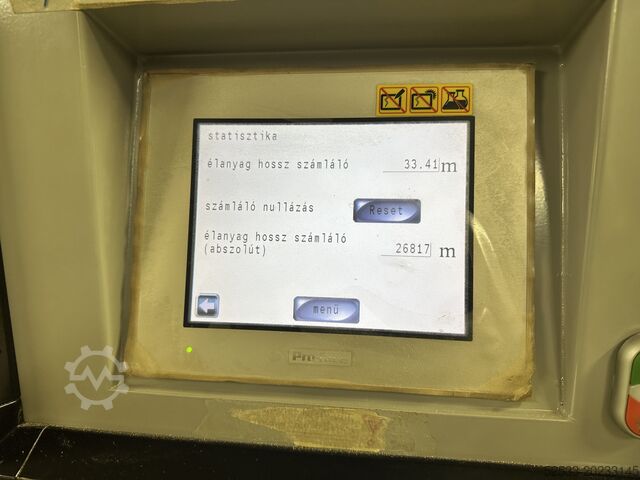 statisztika
élanyag hossz számláló 33.41 m
számláló nullázás Reset
élanyag hossz számláló
(abszolút) 26817 m
menü